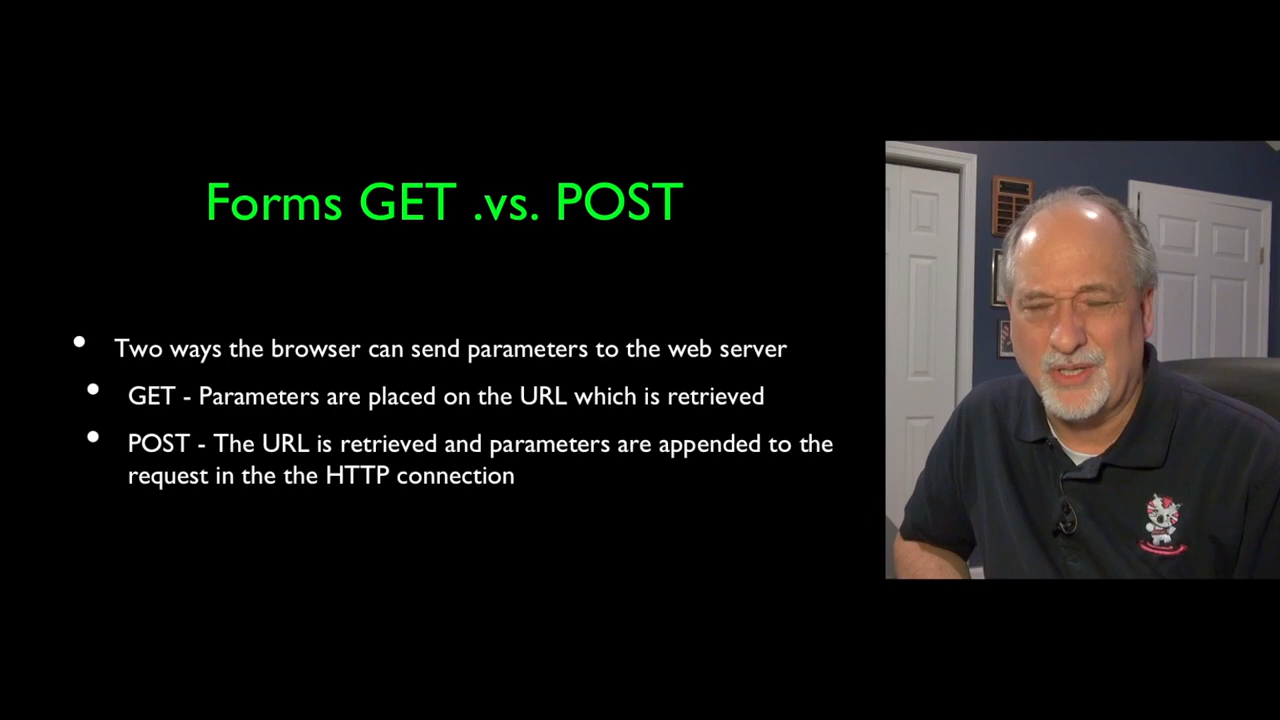 Forms GET .vs. POST
• Two ways the browser can send parameters to the web server
• GET - Parameters are placed on the URL which is retrieved
• POST - The URL is retrieved and parameters are appended to the
request in the the HTTP connection